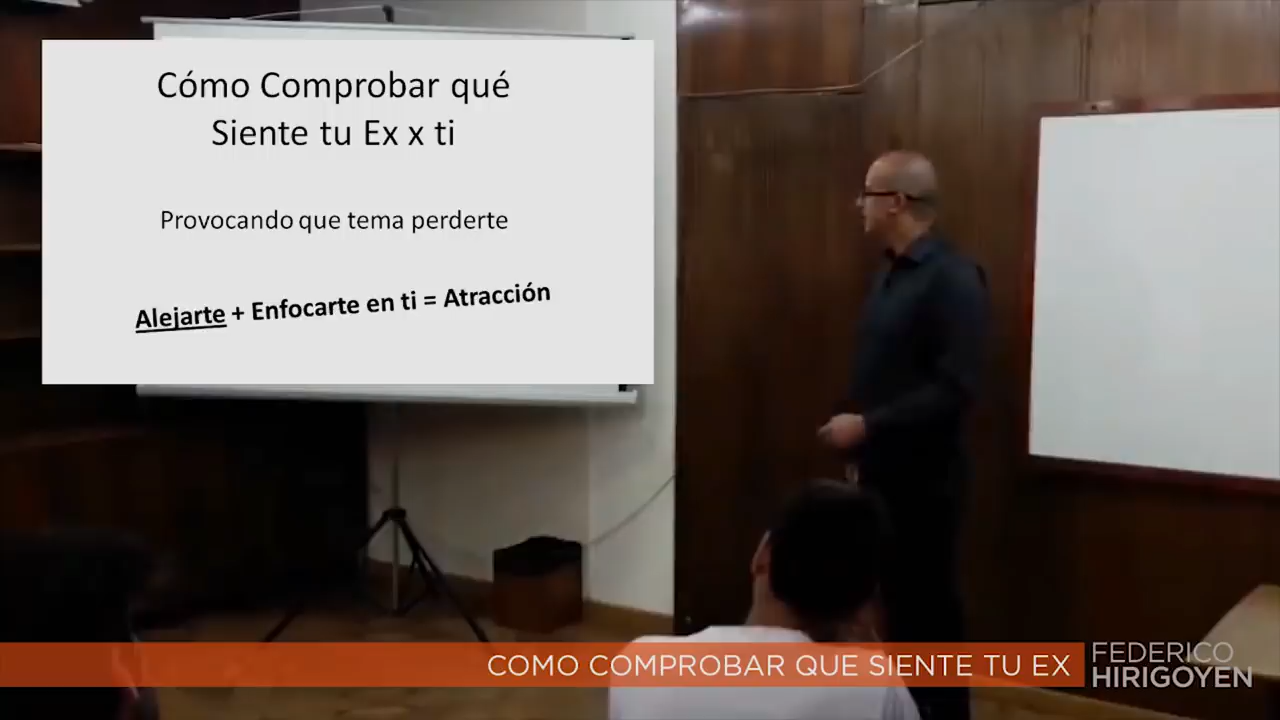 Cómo Comprobar qué
Siente tu Ex x ti
Provocando que tema perderte
Alejarte + Enfocarte en ti = Atracción
COMO COMPROBAR QUE SIENTE TU EX
FEDERICO
HIRIGOYEN